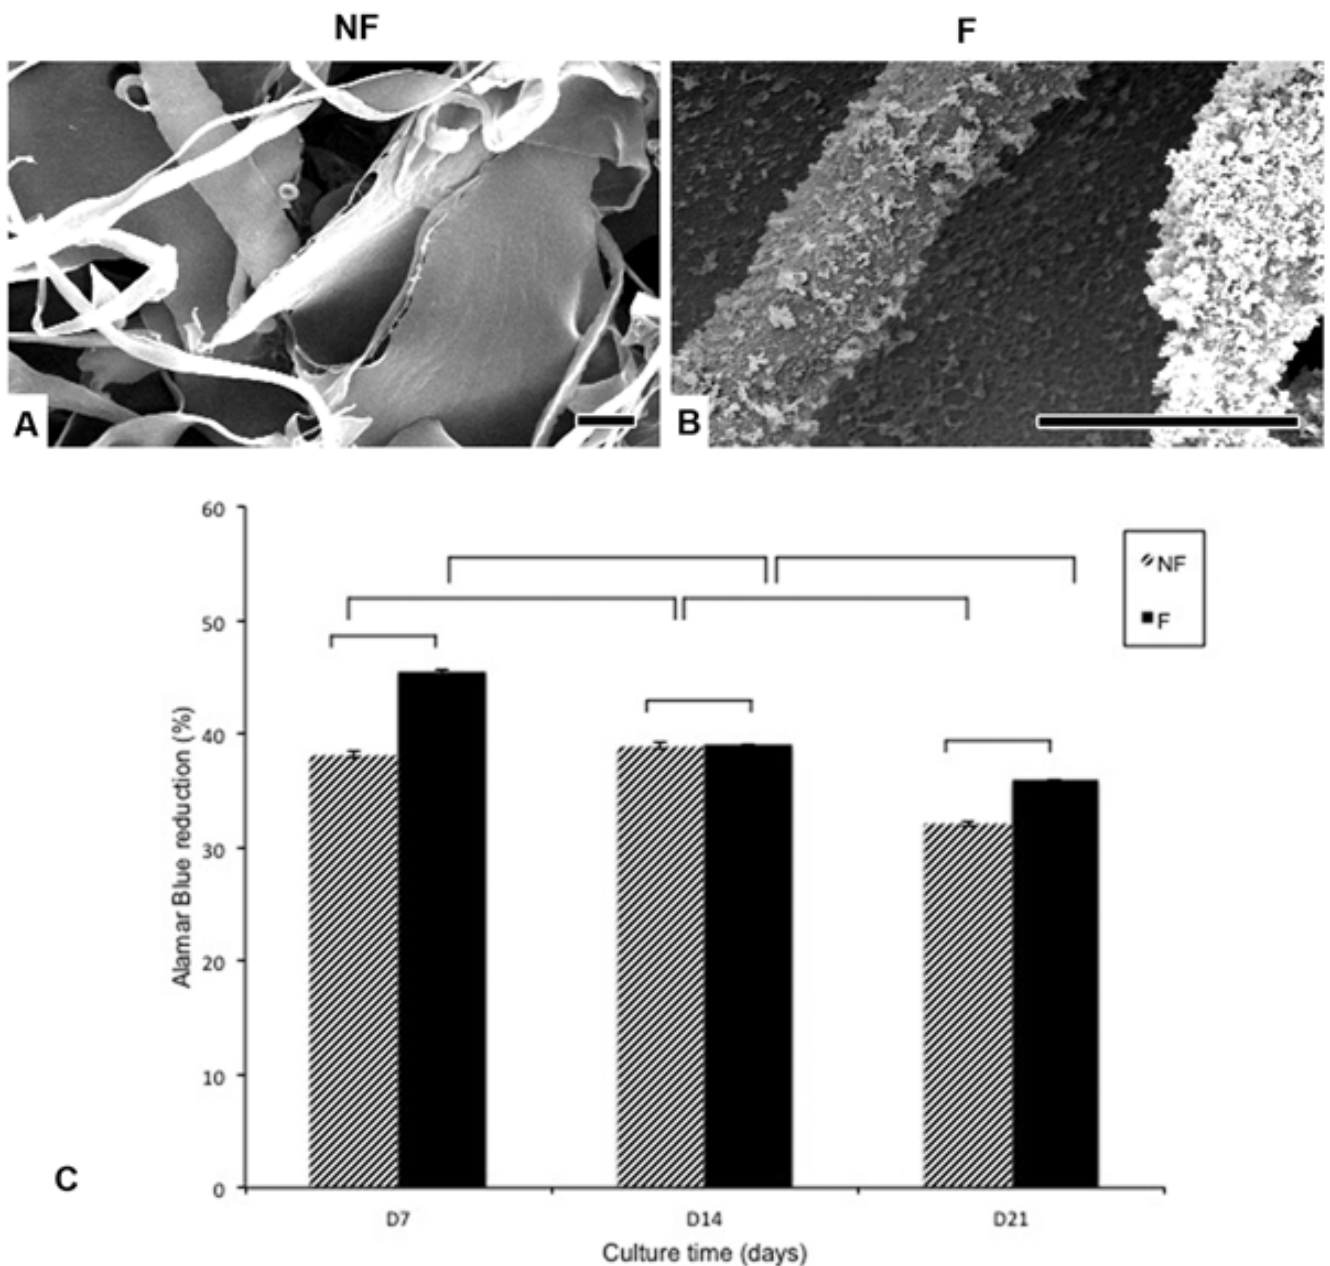 NF F
A B
60
50
40
30
20
10
0
Alamar Blue reduction (%)
NF
F
C
D7 D14 D21
Culture time (days)